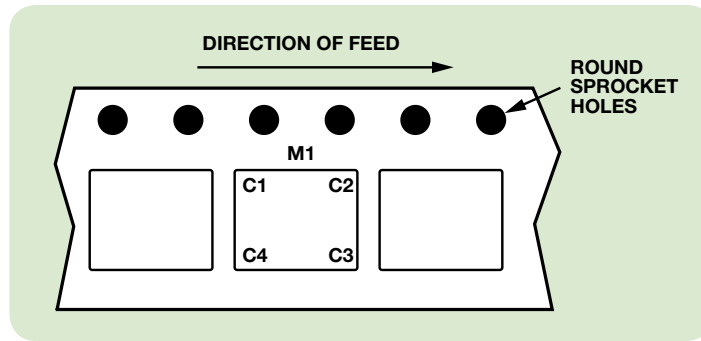 DIRECTION OF FEED
ROUND
SPROCKET
HOLES
M1
C1 C2
C4 C3